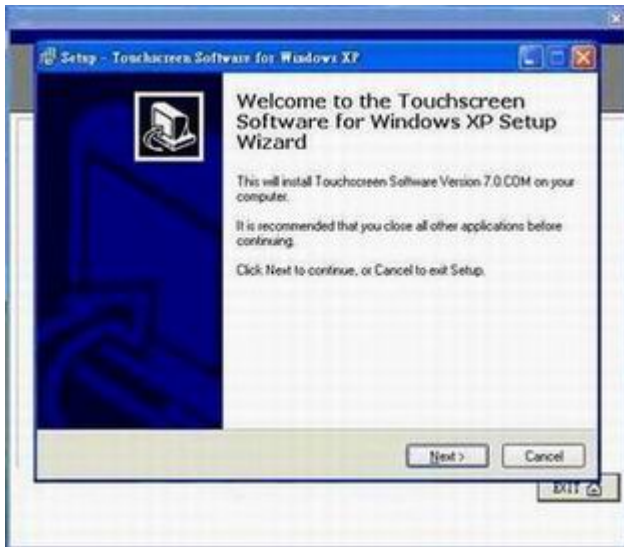 Setup - Touchscreen Software for Windows XP
Welcome to the Touchscreen
Software for Windows XP Setup
Wizard
This will install Touchscreen Software Version 7.0.COM on your
computer.
It is recommended that you close all other applications before
continuing.
Click Next to continue, or Cancel to exit Setup.
Next >
Cancel
EXIT